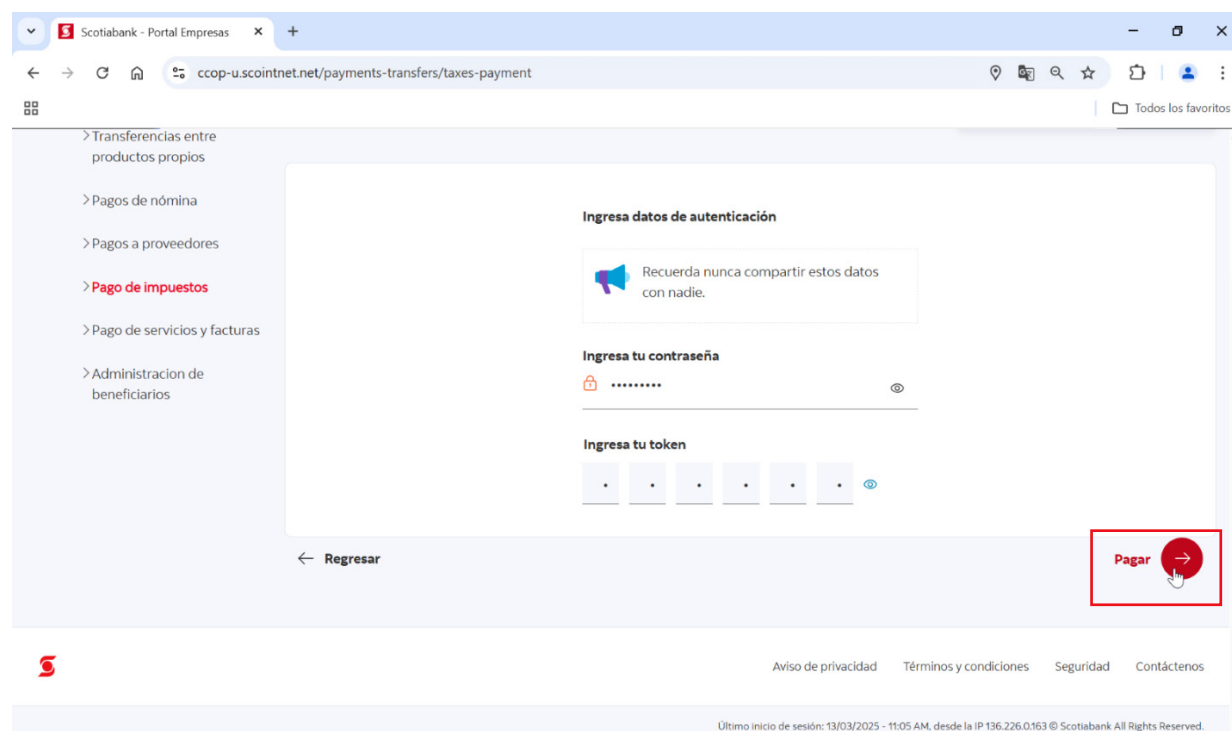 Scotiabank - Portal Empresas
ccop-u.scointnet.net/payments-transfers/taxes-payment
Todos los favoritos
Transferencias entre
productos propios
Pagos de nómina
Pagos a proveedores
Pago de impuestos
Pago de servicios y facturas
Administracion de
beneficiarios
Ingresa datos de autenticación
Recuerda nunca compartir estos datos
con nadie.
Ingresa tu contraseña
•••••••••
Ingresa tu token
• • • • • •
Regresar
Pagar
Aviso de privacidad Términos y condiciones Seguridad Contáctenos
Último inicio de sesión: 13/03/2025 - 11:05 AM, desde la IP 136.226.0.163 © Scotiabank All Rights Reserved.